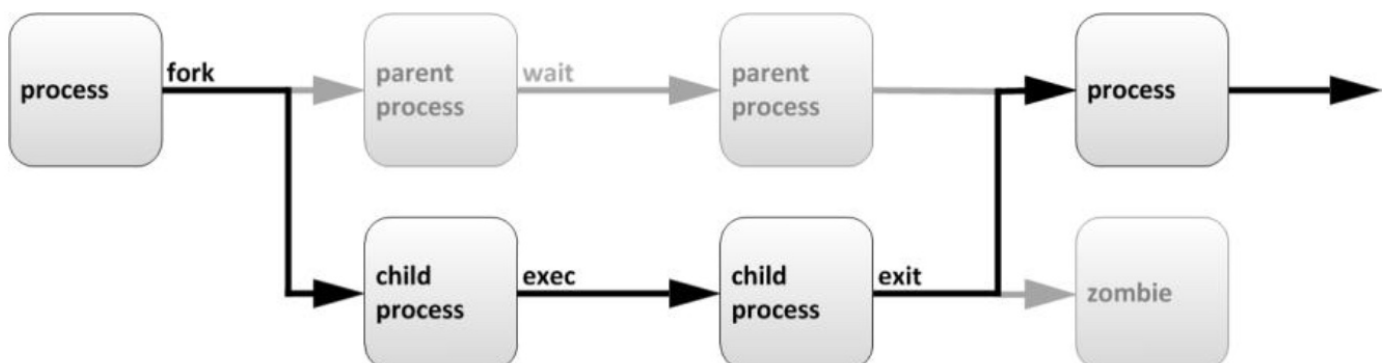 process
fork
parent
process
wait
parent
process
process
child
process
exec
child
process
exit
zombie